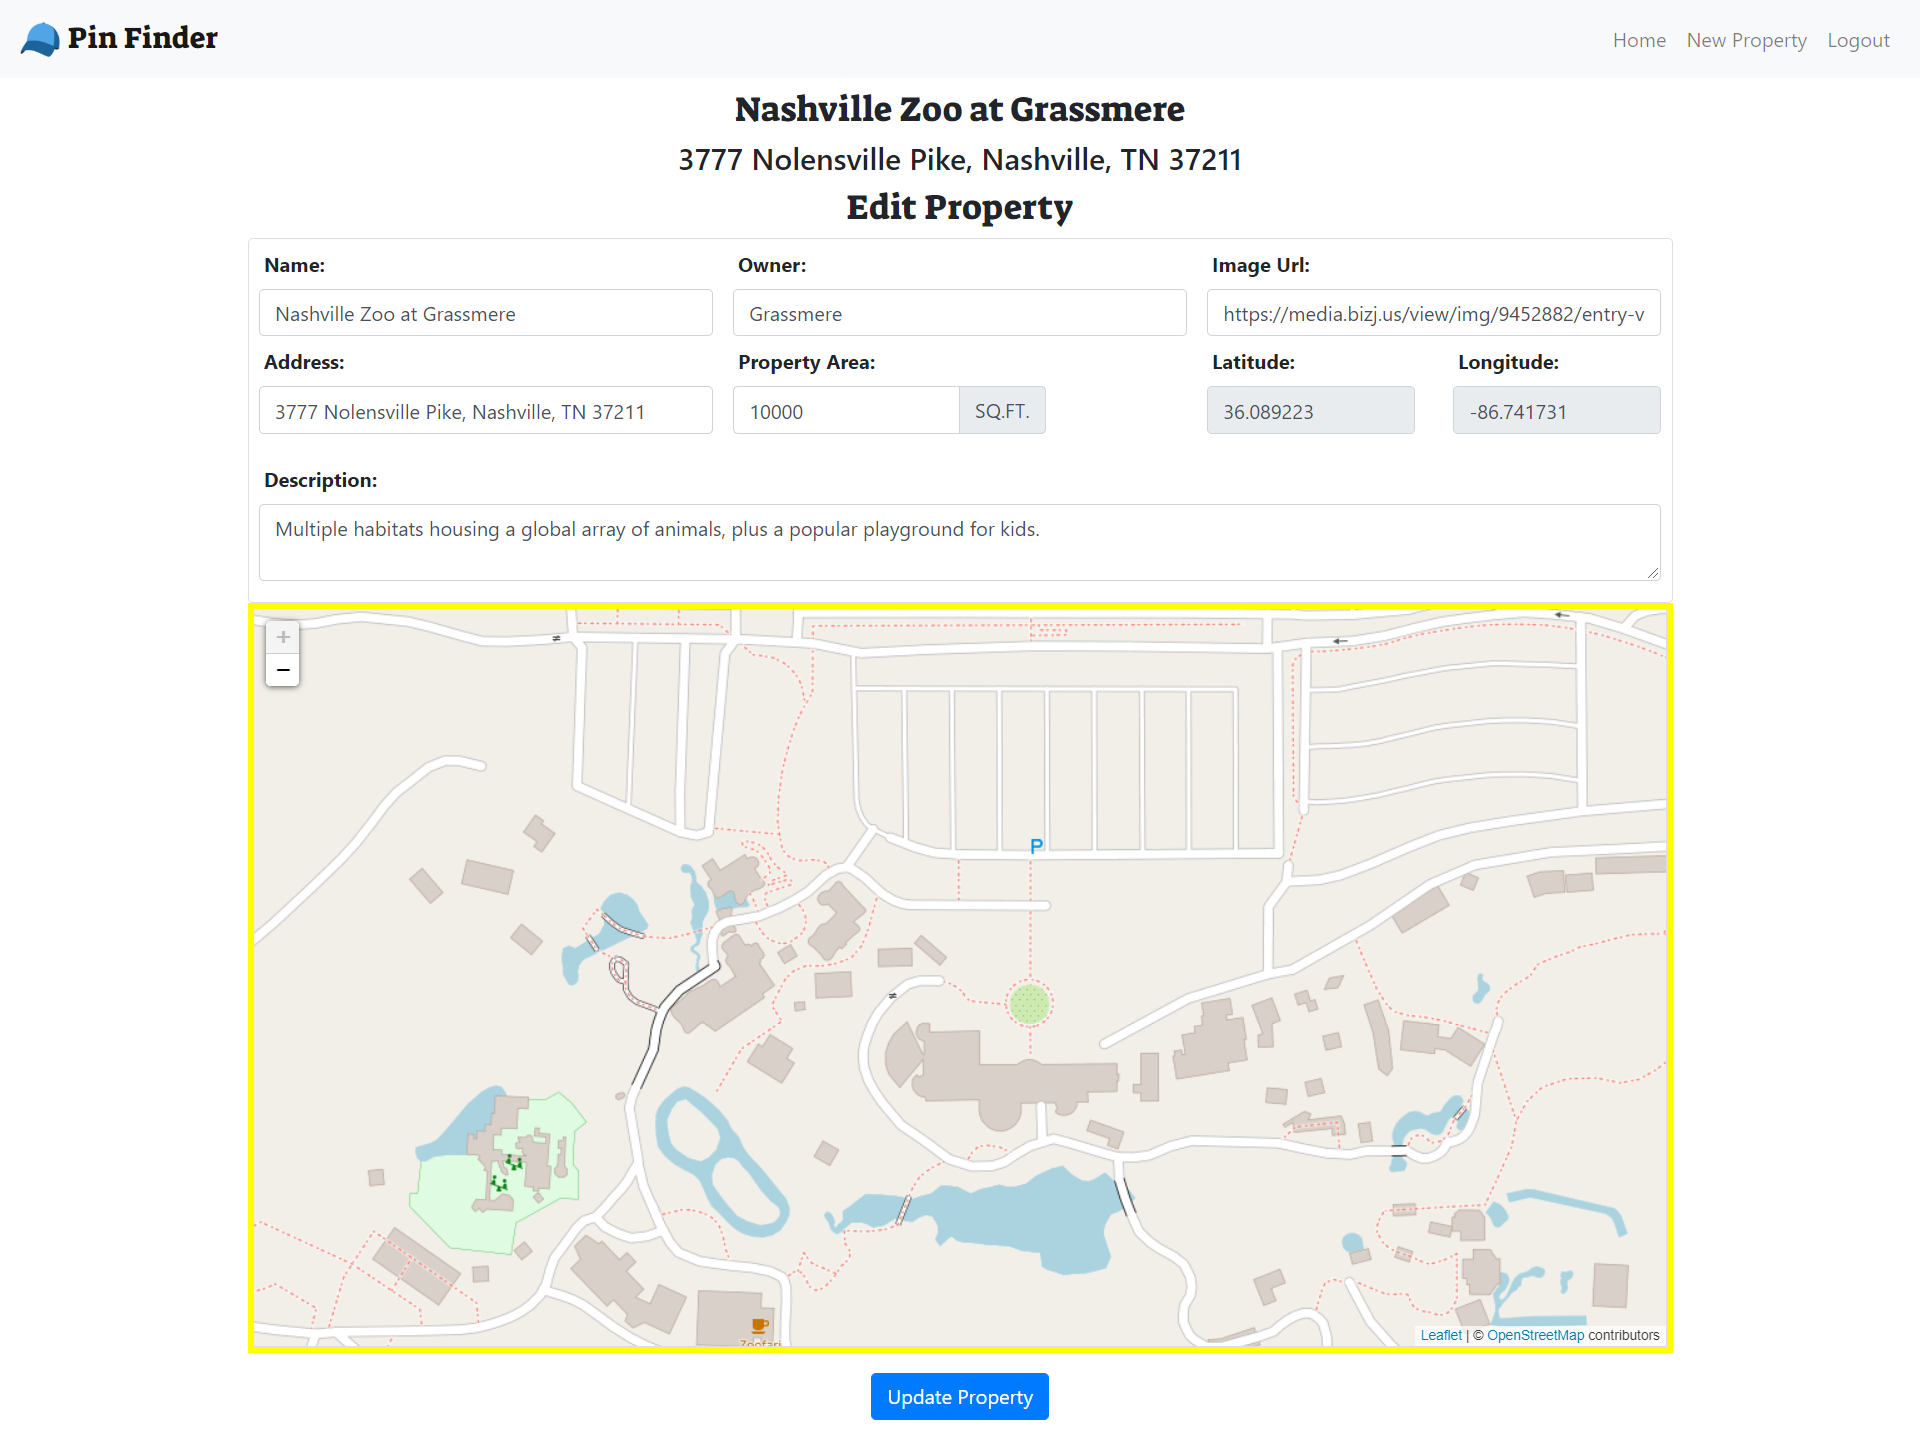 Pin Finder
Home New Property Logout
Nashville Zoo at Grassmere
3777 Nolensville Pike, Nashville, TN 37211
Edit Property
Name: Owner: Image Url:
Nashville Zoo at Grassmere Grassmere https://media.bizj.us/view/img/9452882/entry-v
Address: Property Area: Latitude: Longitude:
3777 Nolensville Pike, Nashville, TN 37211 10000 SQ.FT. 36.089223 -86.741731
Description:
Multiple habitats housing a global array of animals, plus a popular playground for kids.
+
−
P
Zoofari
Leaflet | © OpenStreetMap contributors
Update Property